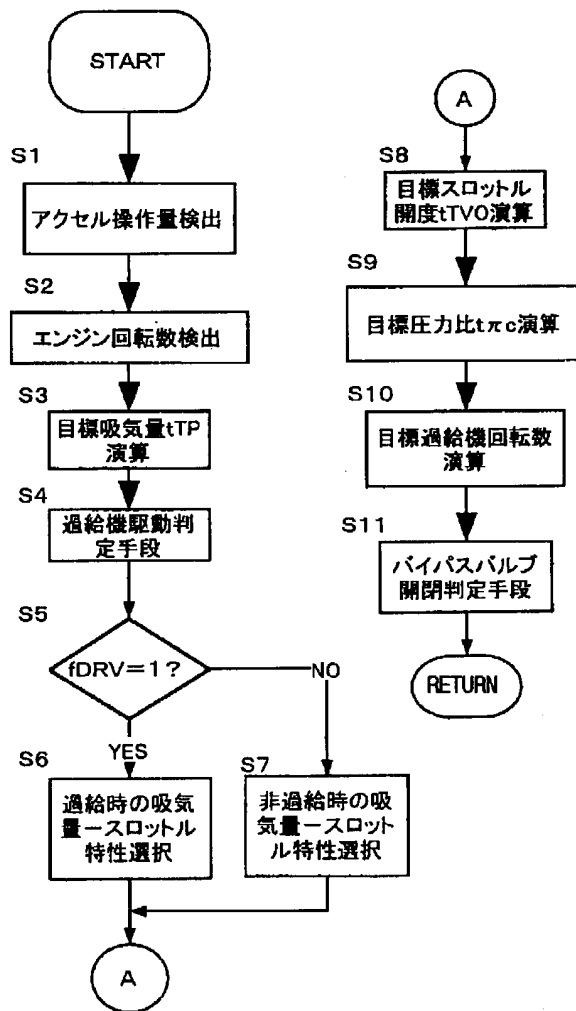 START
S1
アクセル操作量検出
S2
エンジン回転数検出
S3
目標吸気量tTP
演算
S4
過給機駆動判
定手段
S5
fDRV＝1？
NO
YES
S6
過給時の吸気
量ースロットル
特性選択
S7
非過給時の吸
気量ースロット
ル特性選択
A
A
S8
目標スロットル
開度tTVO演算
S9
目標圧力比tπc演算
S10
目標過給機回転数
演算
S11
バイパスバルブ
開閉判定手段
RETURN